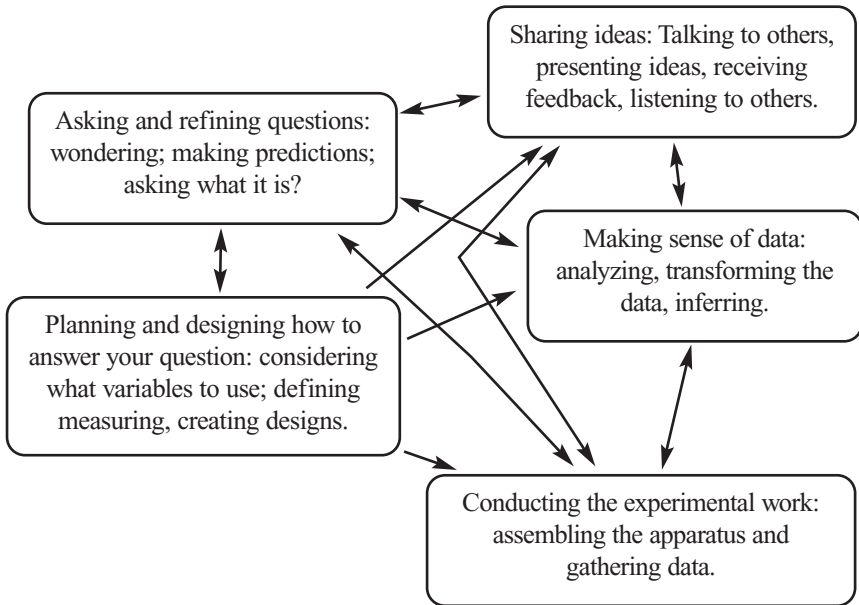 Sharing ideas: Talking to others,
presenting ideas, receiving
feedback, listening to others.
Asking and refining questions:
wondering; making predictions;
asking what it is?
Making sense of data:
analyzing, transforming the
data, inferring.
Planning and designing how to
answer your question: considering
what variables to use; defining
measuring, creating designs.
Conducting the experimental work:
assembling the apparatus and
gathering data.